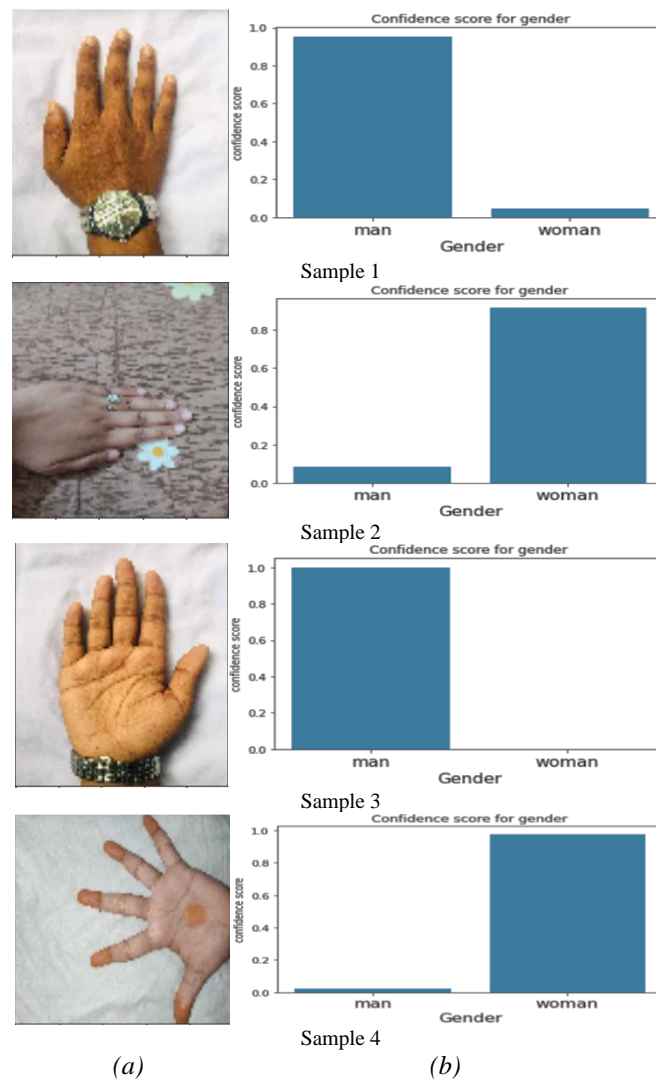 Confidence score for gender
confidence score
1.0
0.8
0.6
0.4
0.2
0.0
man woman
Gender
Sample 1
Confidence score for gender
confidence score
0.8
0.6
0.4
0.2
0.0
man woman
Gender
Sample 2
Confidence score for gender
confidence score
1.0
0.8
0.6
0.4
0.2
0.0
man woman
Gender
Sample 3
Confidence score for gender
confidence score
1.0
0.8
0.6
0.4
0.2
0.0
man woman
Gender
Sample 4
(a) (b)